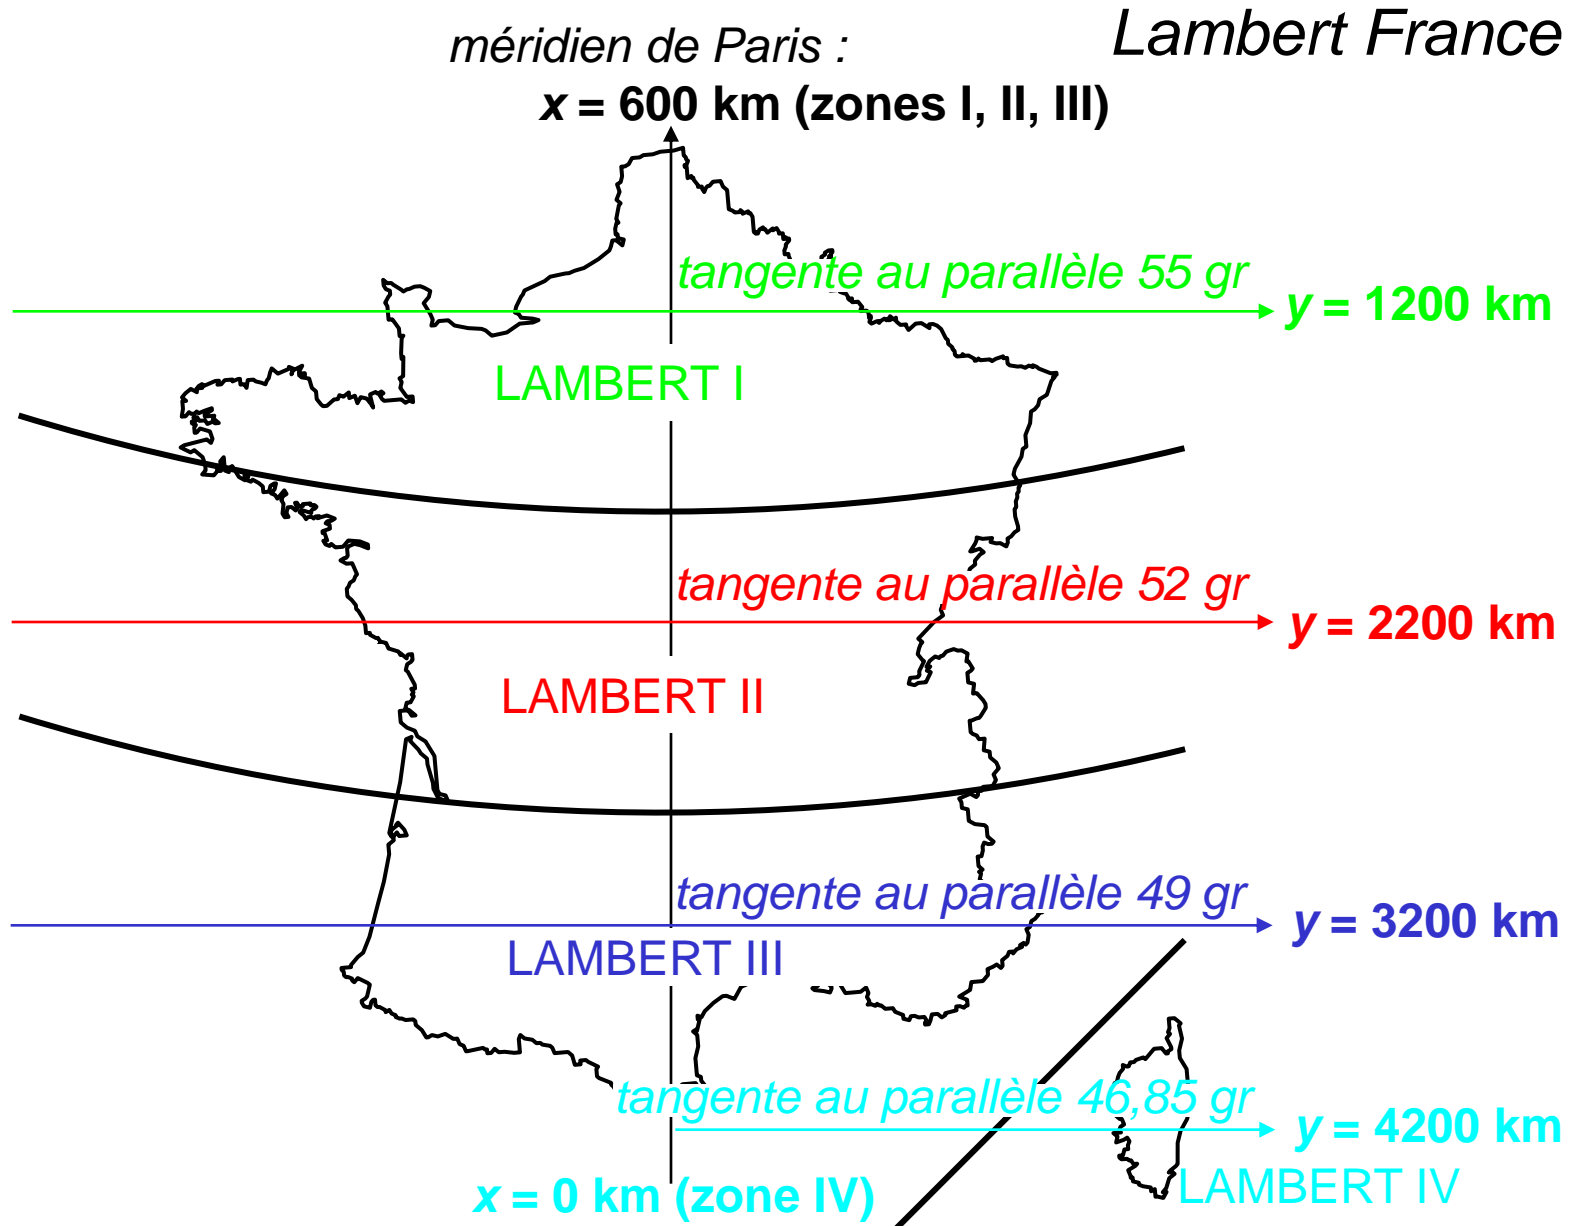 Lambert France
méridien de Paris :
x = 600 km (zones I, II, III)
tangente au parallèle 55 gr
y = 1200 km
LAMBERT I
tangente au parallèle 52 gr
y = 2200 km
LAMBERT II
tangente au parallèle 49 gr
y = 3200 km
LAMBERT III
tangente au parallèle 46,85 gr
y = 4200 km
x = 0 km (zone IV)
LAMBERT IV